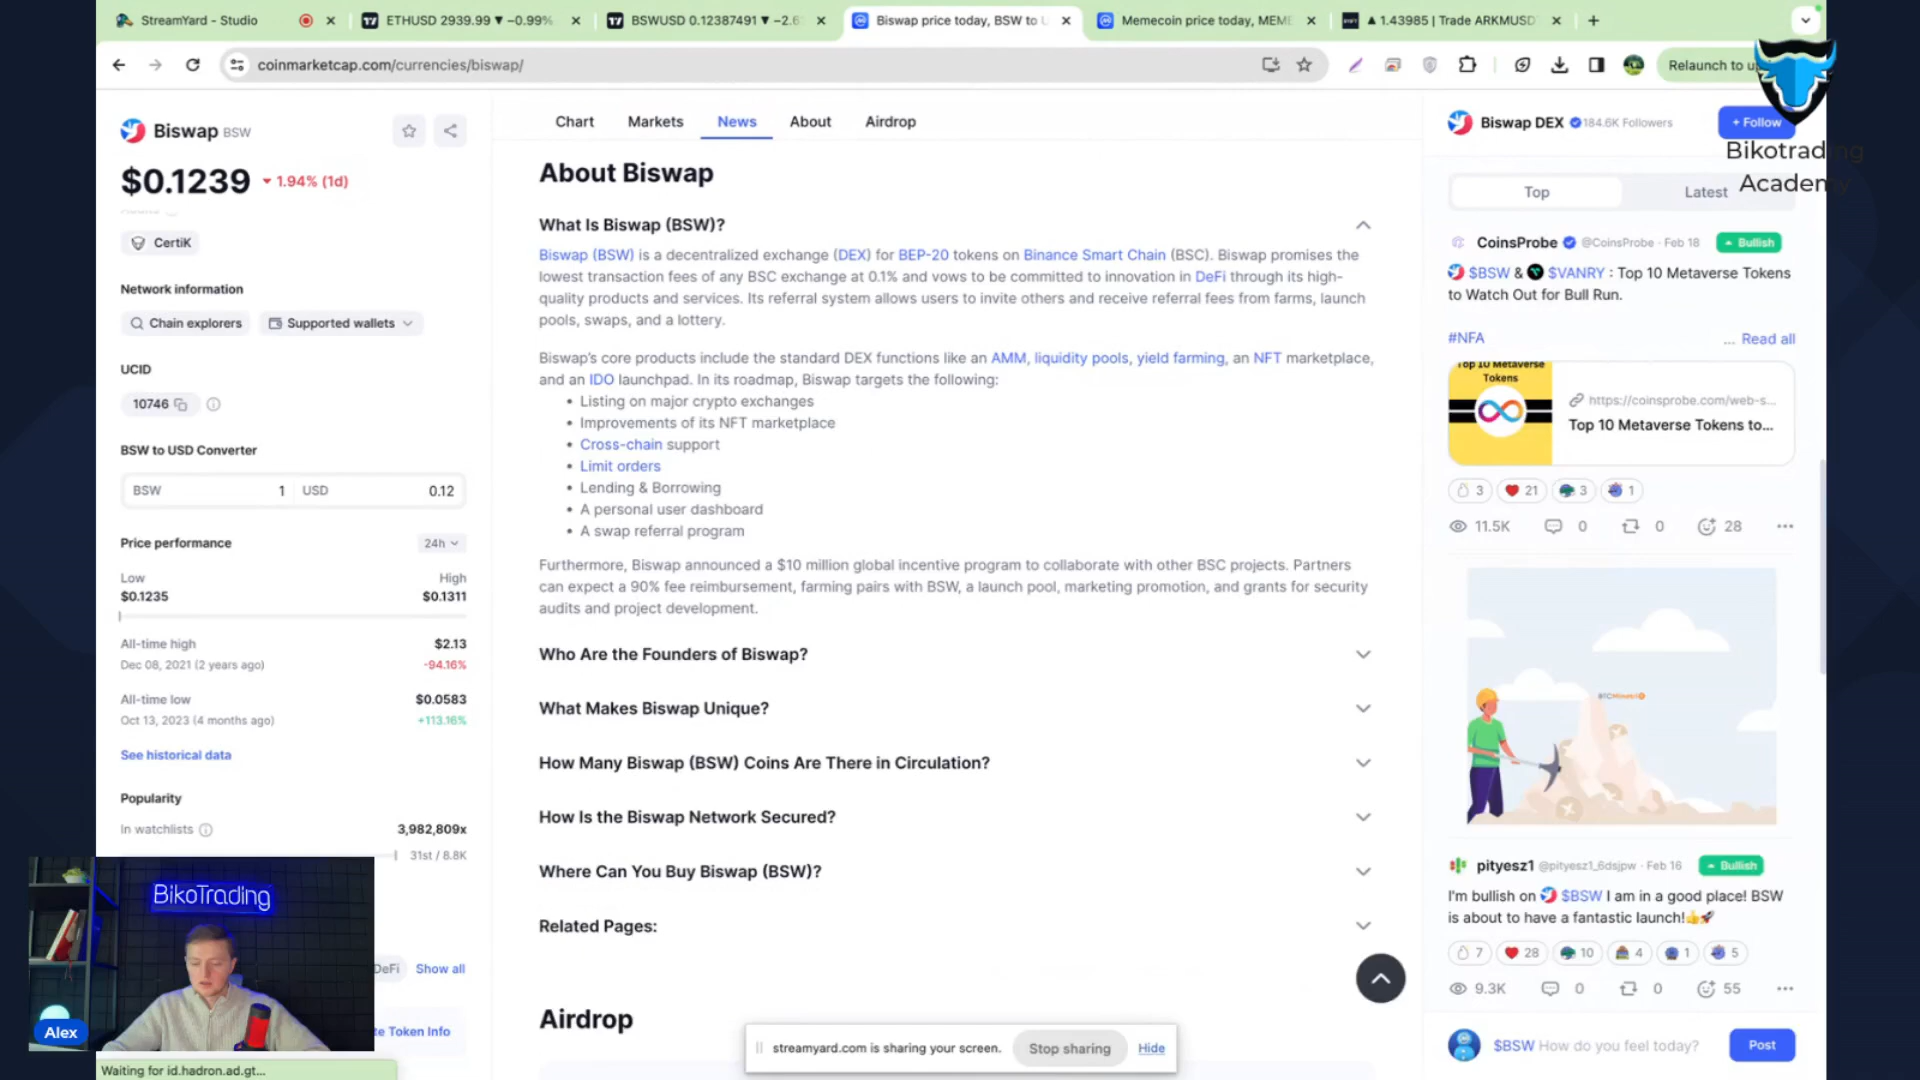 StreamYard - Studio
ETHUSD 2939.99 ▼ −0.99%
BSWUSD 0.12387491 ▼ −2.6
Biswap price today, BSW to U
Memecoin price today, MEME
▲ 1.43985 | Trade ARKMUSD
coinmarketcap.com/currencies/biswap/
Relaunch to up
Bikotrading
Academy
Biswap BSW
$0.1239
1.94% (1d)
CertiK
Network information
Chain explorers
Supported wallets
UCID
10746
BSW to USD Converter
BSW 1 USD 0.12
Price performance
24h
Low High
$0.1235 $0.1311
All-time high $2.13
Dec 08, 2021 (2 years ago) -94.16%
All-time low $0.0583
Oct 13, 2023 (4 months ago) +113.16%
See historical data
Popularity
In watchlists 3,982,809x
31st / 8.8K
DeFi Show all
te Token Info
BikoTrading
Alex
Waiting for id.hadron.ad.gt...
Chart Markets News About Airdrop
About Biswap
What Is Biswap (BSW)?
Biswap (BSW) is a decentralized exchange (DEX) for BEP-20 tokens on Binance Smart Chain (BSC). Biswap promises the
lowest transaction fees of any BSC exchange at 0.1% and vows to be committed to innovation in DeFi through its high-
quality products and services. Its referral system allows users to invite others and receive referral fees from farms, launch
pools, swaps, and a lottery.
Biswap's core products include the standard DEX functions like an AMM, liquidity pools, yield farming, an NFT marketplace,
and an IDO launchpad. In its roadmap, Biswap targets the following:
• Listing on major crypto exchanges
• Improvements of its NFT marketplace
• Cross-chain support
• Limit orders
• Lending & Borrowing
• A personal user dashboard
• A swap referral program
Furthermore, Biswap announced a $10 million global incentive program to collaborate with other BSC projects. Partners
can expect a 90% fee reimbursement, farming pairs with BSW, a launch pool, marketing promotion, and grants for security
audits and project development.
Who Are the Founders of Biswap?
What Makes Biswap Unique?
How Many Biswap (BSW) Coins Are There in Circulation?
How Is the Biswap Network Secured?
Where Can You Buy Biswap (BSW)?
Related Pages:
Airdrop
streamyard.com is sharing your screen.
Stop sharing
Hide
Biswap DEX 184.6K Followers
+ Follow
Top Latest
CoinsProbe @CoinsProbe · Feb 18 Bullish
$BSW & $VANRY : Top 10 Metaverse Tokens
to Watch Out for Bull Run.
#NFA ... Read all
Top 10 Metaverse
Tokens
https://coinsprobe.com/web-s...
Top 10 Metaverse Tokens to...
3 21 3 1
11.5K 0 0 28 ...
pityesz1 @pityesz1_6dsjpw · Feb 16 Bullish
I'm bullish on $BSW I am in a good place! BSW
is about to have a fantastic launch!👍🚀
7 28 10 4 1 5
9.3K 0 0 55 ...
$BSW How do you feel today?
Post